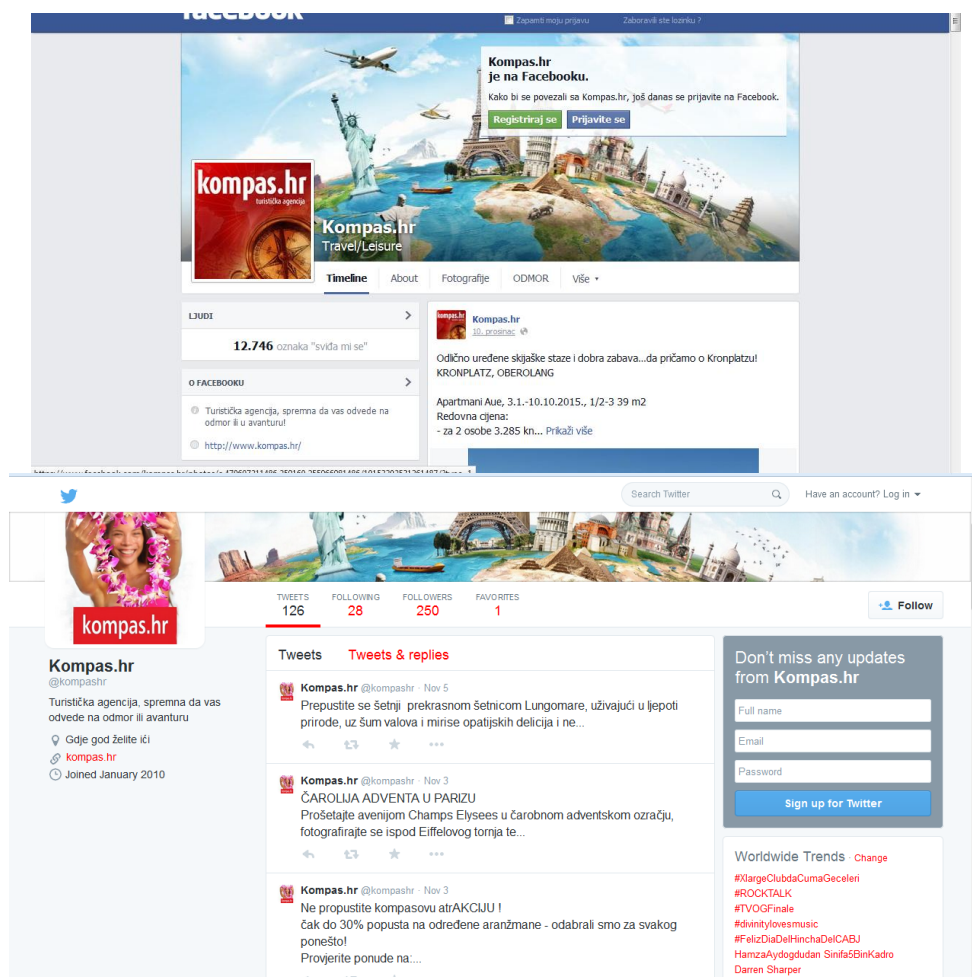 facebook
Zapamti moju prijavu
Zaboravili ste lozinku ?
Kompas.hr
je na Facebooku.
Kako bi se povezali sa Kompas.hr, još danas se prijavite na Facebook.
Registriraj se Prijavite se
kompas.hr
turistička agencija
Kompas.hr
Travel/Leisure
Timeline About Fotografije ODMOR Više
LJUDI
12.746 oznaka "sviđa mi se"
O FACEBOOKU
Turistička agencija, spremna da vas odvede na
odmor ili u avanturu!
http://www.kompas.hr/
kompas.hr
Kompas.hr
10. prosinac
Odlično uređene skijaške staze i dobra zabava...da pričamo o Kronplatzu!
KRONPLATZ, OBEROLANG
Apartmani Aue, 3.1.-10.10.2015., 1/2-3 39 m2
Redovna cijena:
- za 2 osobe 3.285 kn... Prikaži više
Search Twitter
Have an account? Log in
kompas.hr
TWEETS FOLLOWING FOLLOWERS FAVORITES
126 28 250 1
Follow
Kompas.hr
@kompashr
Turistička agencija, spremna da vas
odvede na odmor ili avanturu
Gdje god želite ići
kompas.hr
Joined January 2010
Tweets Tweets & replies
Kompas.hr @kompashr · Nov 5
Prepustite se šetnji prekrasnom šetnicom Lungomare, uživajući u ljepoti
prirode, uz šum valova i mirise opatijskih delicija i ne...
Kompas.hr @kompashr · Nov 3
ČAROLIJA ADVENTA U PARIZU
Prošetajte avenijom Champs Elysees u čarobnom adventskom ozračju,
fotografirajte se ispod Eiffelovog tornja te...
Kompas.hr @kompashr · Nov 3
Ne propustite kompasovu atrAKCIJU !
čak do 30% popusta na određene aranžmane - odabrali smo za svakog
ponešto!
Provjerite ponude na:...
Don't miss any updates
from Kompas.hr
Full name
Email
Password
Sign up for Twitter
Worldwide Trends · Change
#XlargeClubdaCumaGeceleri
#ROCKTALK
#TVOGFinale
#divinitylovesmusic
#FelizDiaDelHinchaDelCABJ
HamzaAydogdudan Sinifa5BinKadro
Darren Sharper